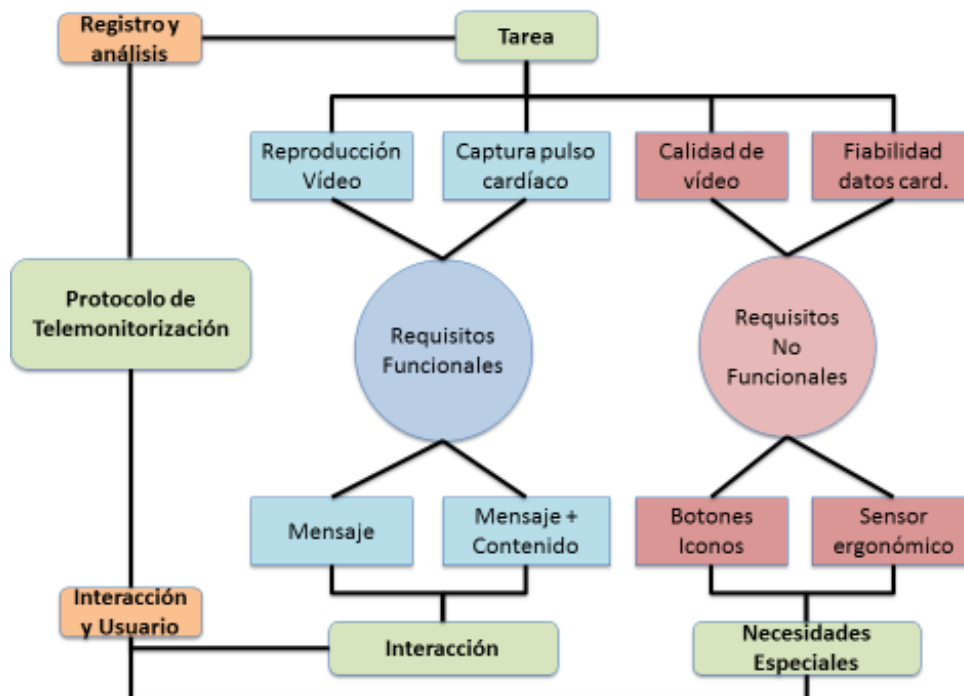 Registro y
análisis
Tarea
Reproducción
Vídeo
Captura pulso
cardíaco
Calidad de
vídeo
Fiabilidad
datos card.
Protocolo de
Telemonitorización
Requisitos
Funcionales
Requisitos
No
Funcionales
Mensaje
Mensaje +
Contenido
Botones
Iconos
Sensor
ergonómico
Interacción
y Usuario
Interacción
Necesidades
Especiales